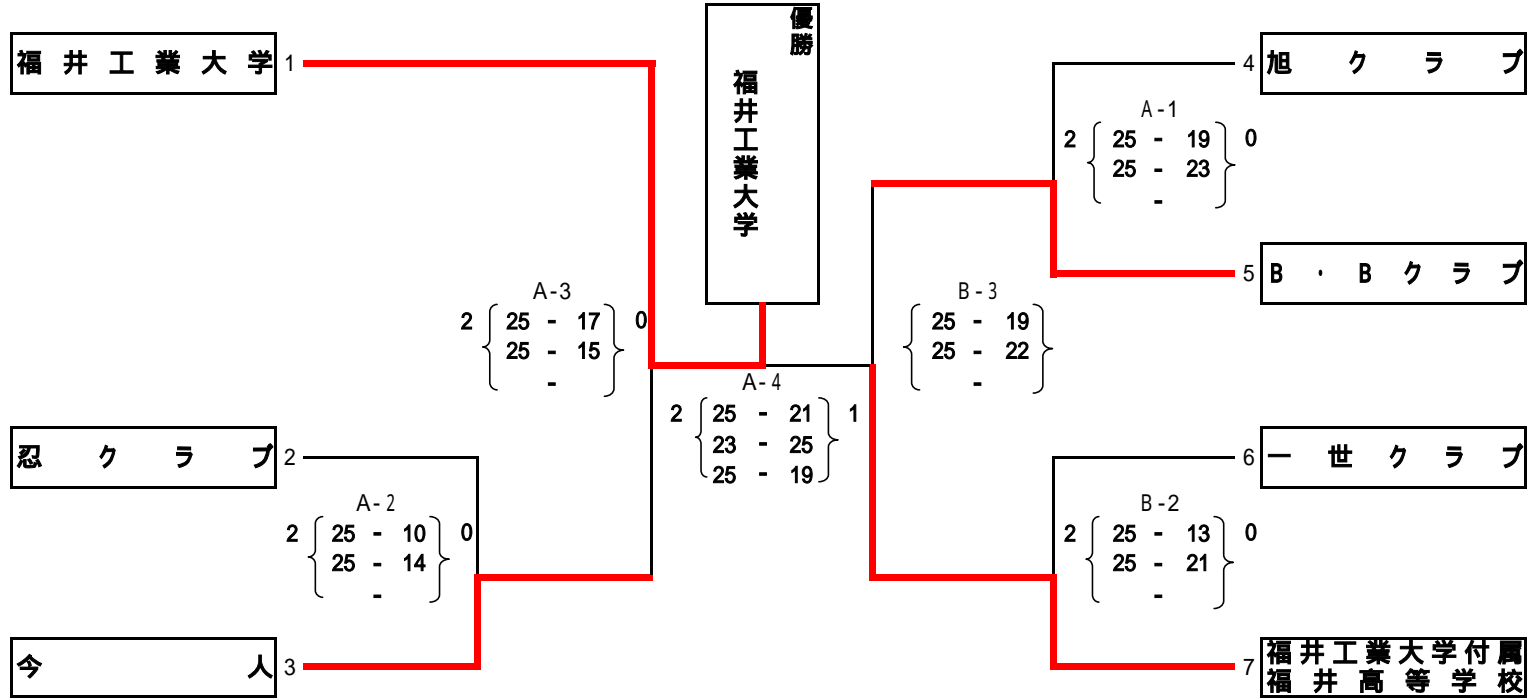 優勝
福井工業大学
福井工業大学 1
4 旭クラブ
A-1
2 25 - 19 0
25 - 23
-
5 B・Bクラブ
A-3
2 25 - 17 0
25 - 15
-
B-3
25 - 19
25 - 22
-
A-4
2 25 - 21 1
23 - 25
25 - 19
忍クラブ 2
A-2
2 25 - 10 0
25 - 14
-
今人 3
6 一世クラブ
B-2
2 25 - 13 0
25 - 21
-
7 福井工業大学付属
福井高等学校